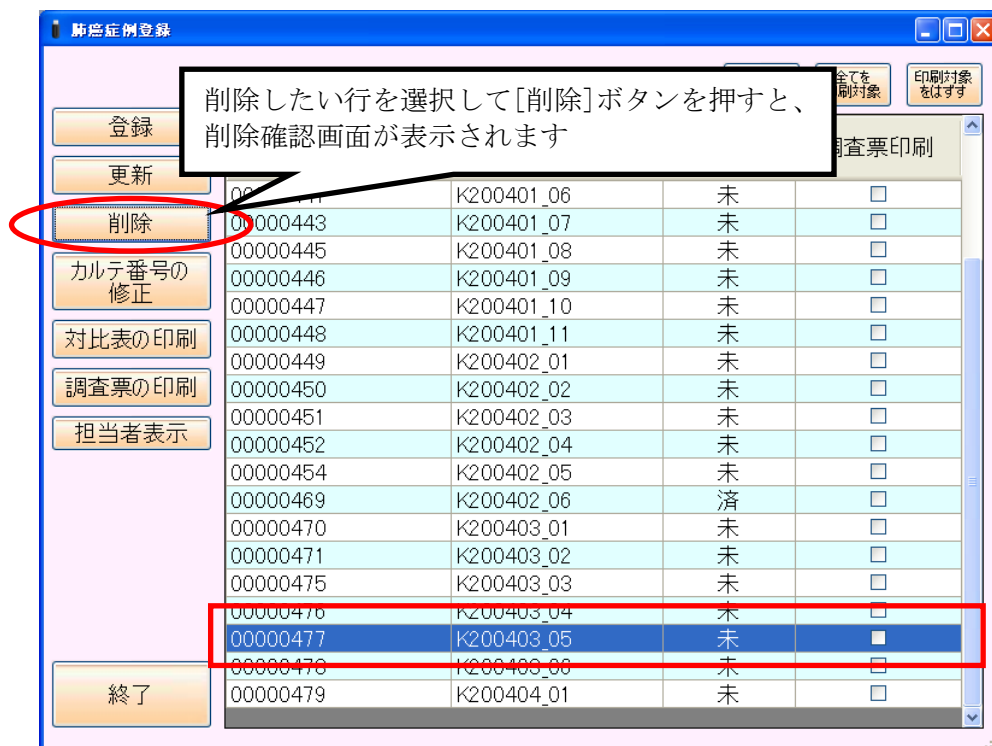 肺癌症例登録
全てを
印刷対象
印刷対象
をはずす
削除したい行を選択して[削除]ボタンを押すと、
削除確認画面が表示されます
登録
更新
削除
カルテ番号の
修正
対比表の印刷
調査票の印刷
担当者表示
終了
調査票印刷
K200401_06 未
00000443 K200401_07 未
00000445 K200401_08 未
00000446 K200401_09 未
00000447 K200401_10 未
00000448 K200401_11 未
00000449 K200402_01 未
00000450 K200402_02 未
00000451 K200402_03 未
00000452 K200402_04 未
00000454 K200402_05 未
00000469 K200402_06 済
00000470 K200403_01 未
00000471 K200403_02 未
00000475 K200403_03 未
00000476 K200403_04 未
00000477 K200403_05 未
00000478 K200403_06 未
00000479 K200404_01 未